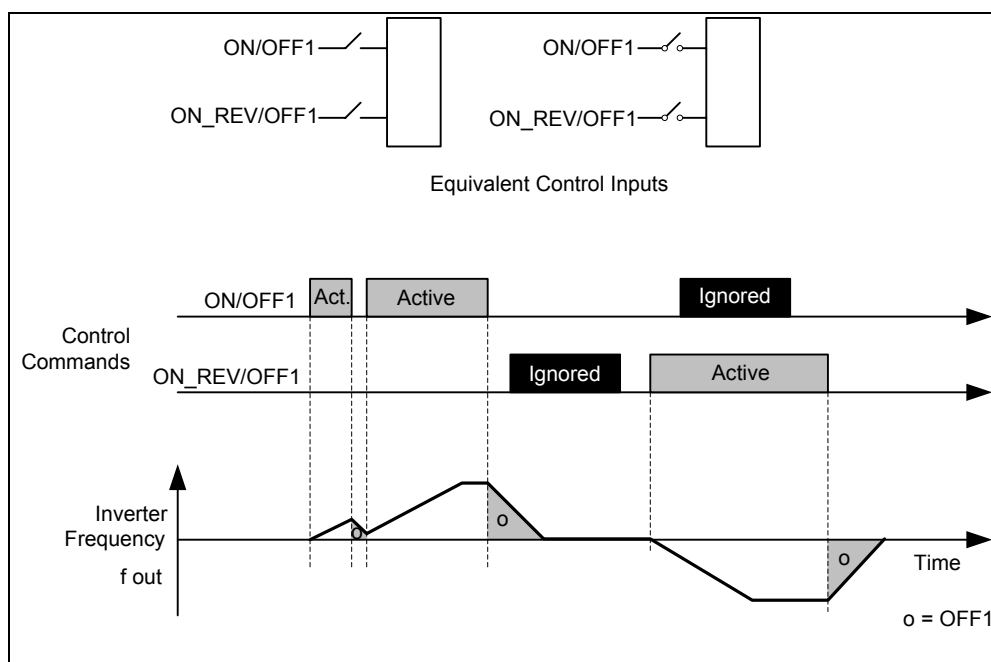 ON/OFF1
ON/OFF1
ON_REV/OFF1
ON_REV/OFF1
Equivalent Control Inputs
ON/OFF1
Act.
Active
Ignored
Control
Commands
ON_REV/OFF1
Ignored
Active
Inverter
Frequency
f out
o
o
o
Time
o = OFF1